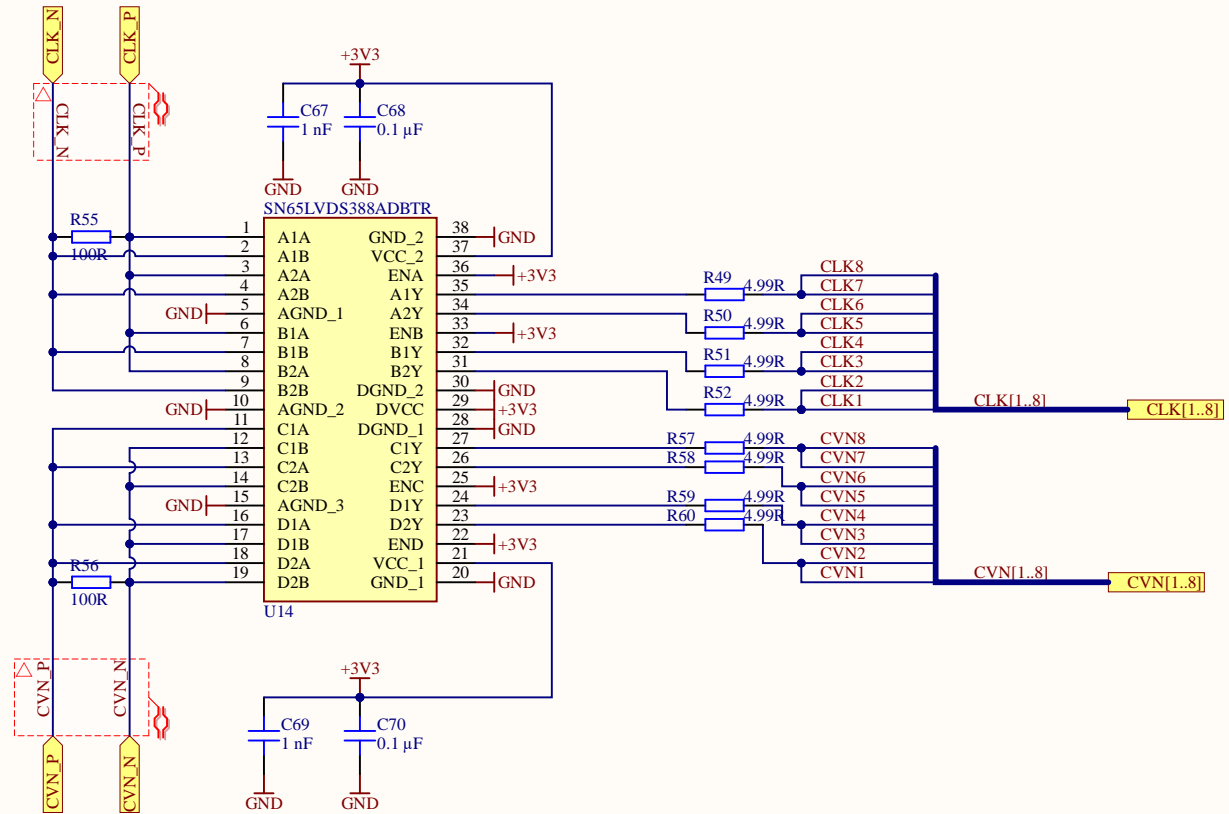 CLK_N
CLK_P
CLK_N
CLK_P
+3V3
C67
1 nF
C68
0.1 µF
GND
GND
SN65LVDS388ADBTR
R55
100R
1 A1A
2 A1B
3 A2A
4 A2B
GND 5 AGND_1
6 B1A
7 B1B
8 B2A
9 B2B
GND 10 AGND_2
11 C1A
12 C1B
13 C2A
14 C2B
GND 15 AGND_3
16 D1A
17 D1B
18 D2A
19 D2B
R56
100R
GND_2 38 GND
VCC_2 37
ENA 36 +3V3
A1Y 35
A2Y 34
ENB 33 +3V3
B1Y 32
B2Y 31
DGND_2 30 GND
DVCC 29 +3V3
DGND_1 28 GND
C1Y 27
C2Y 26
ENC 25 +3V3
D1Y 24
D2Y 23
END 22 +3V3
VCC_1 21
GND_1 20 GND
U14
R49 4.99R
R50 4.99R
R51 4.99R
R52 4.99R
R57 4.99R
R58 4.99R
R59 4.99R
R60 4.99R
CLK8
CLK7
CLK6
CLK5
CLK4
CLK3
CLK2
CLK1
CLK[1..8]
CLK[1..8]
CVN8
CVN7
CVN6
CVN5
CVN4
CVN3
CVN2
CVN1
CVN[1..8]
CVN[1..8]
CVN_P
CVN_N
CVN_P
CVN_N
+3V3
C69
1 nF
C70
0.1 µF
GND
GND